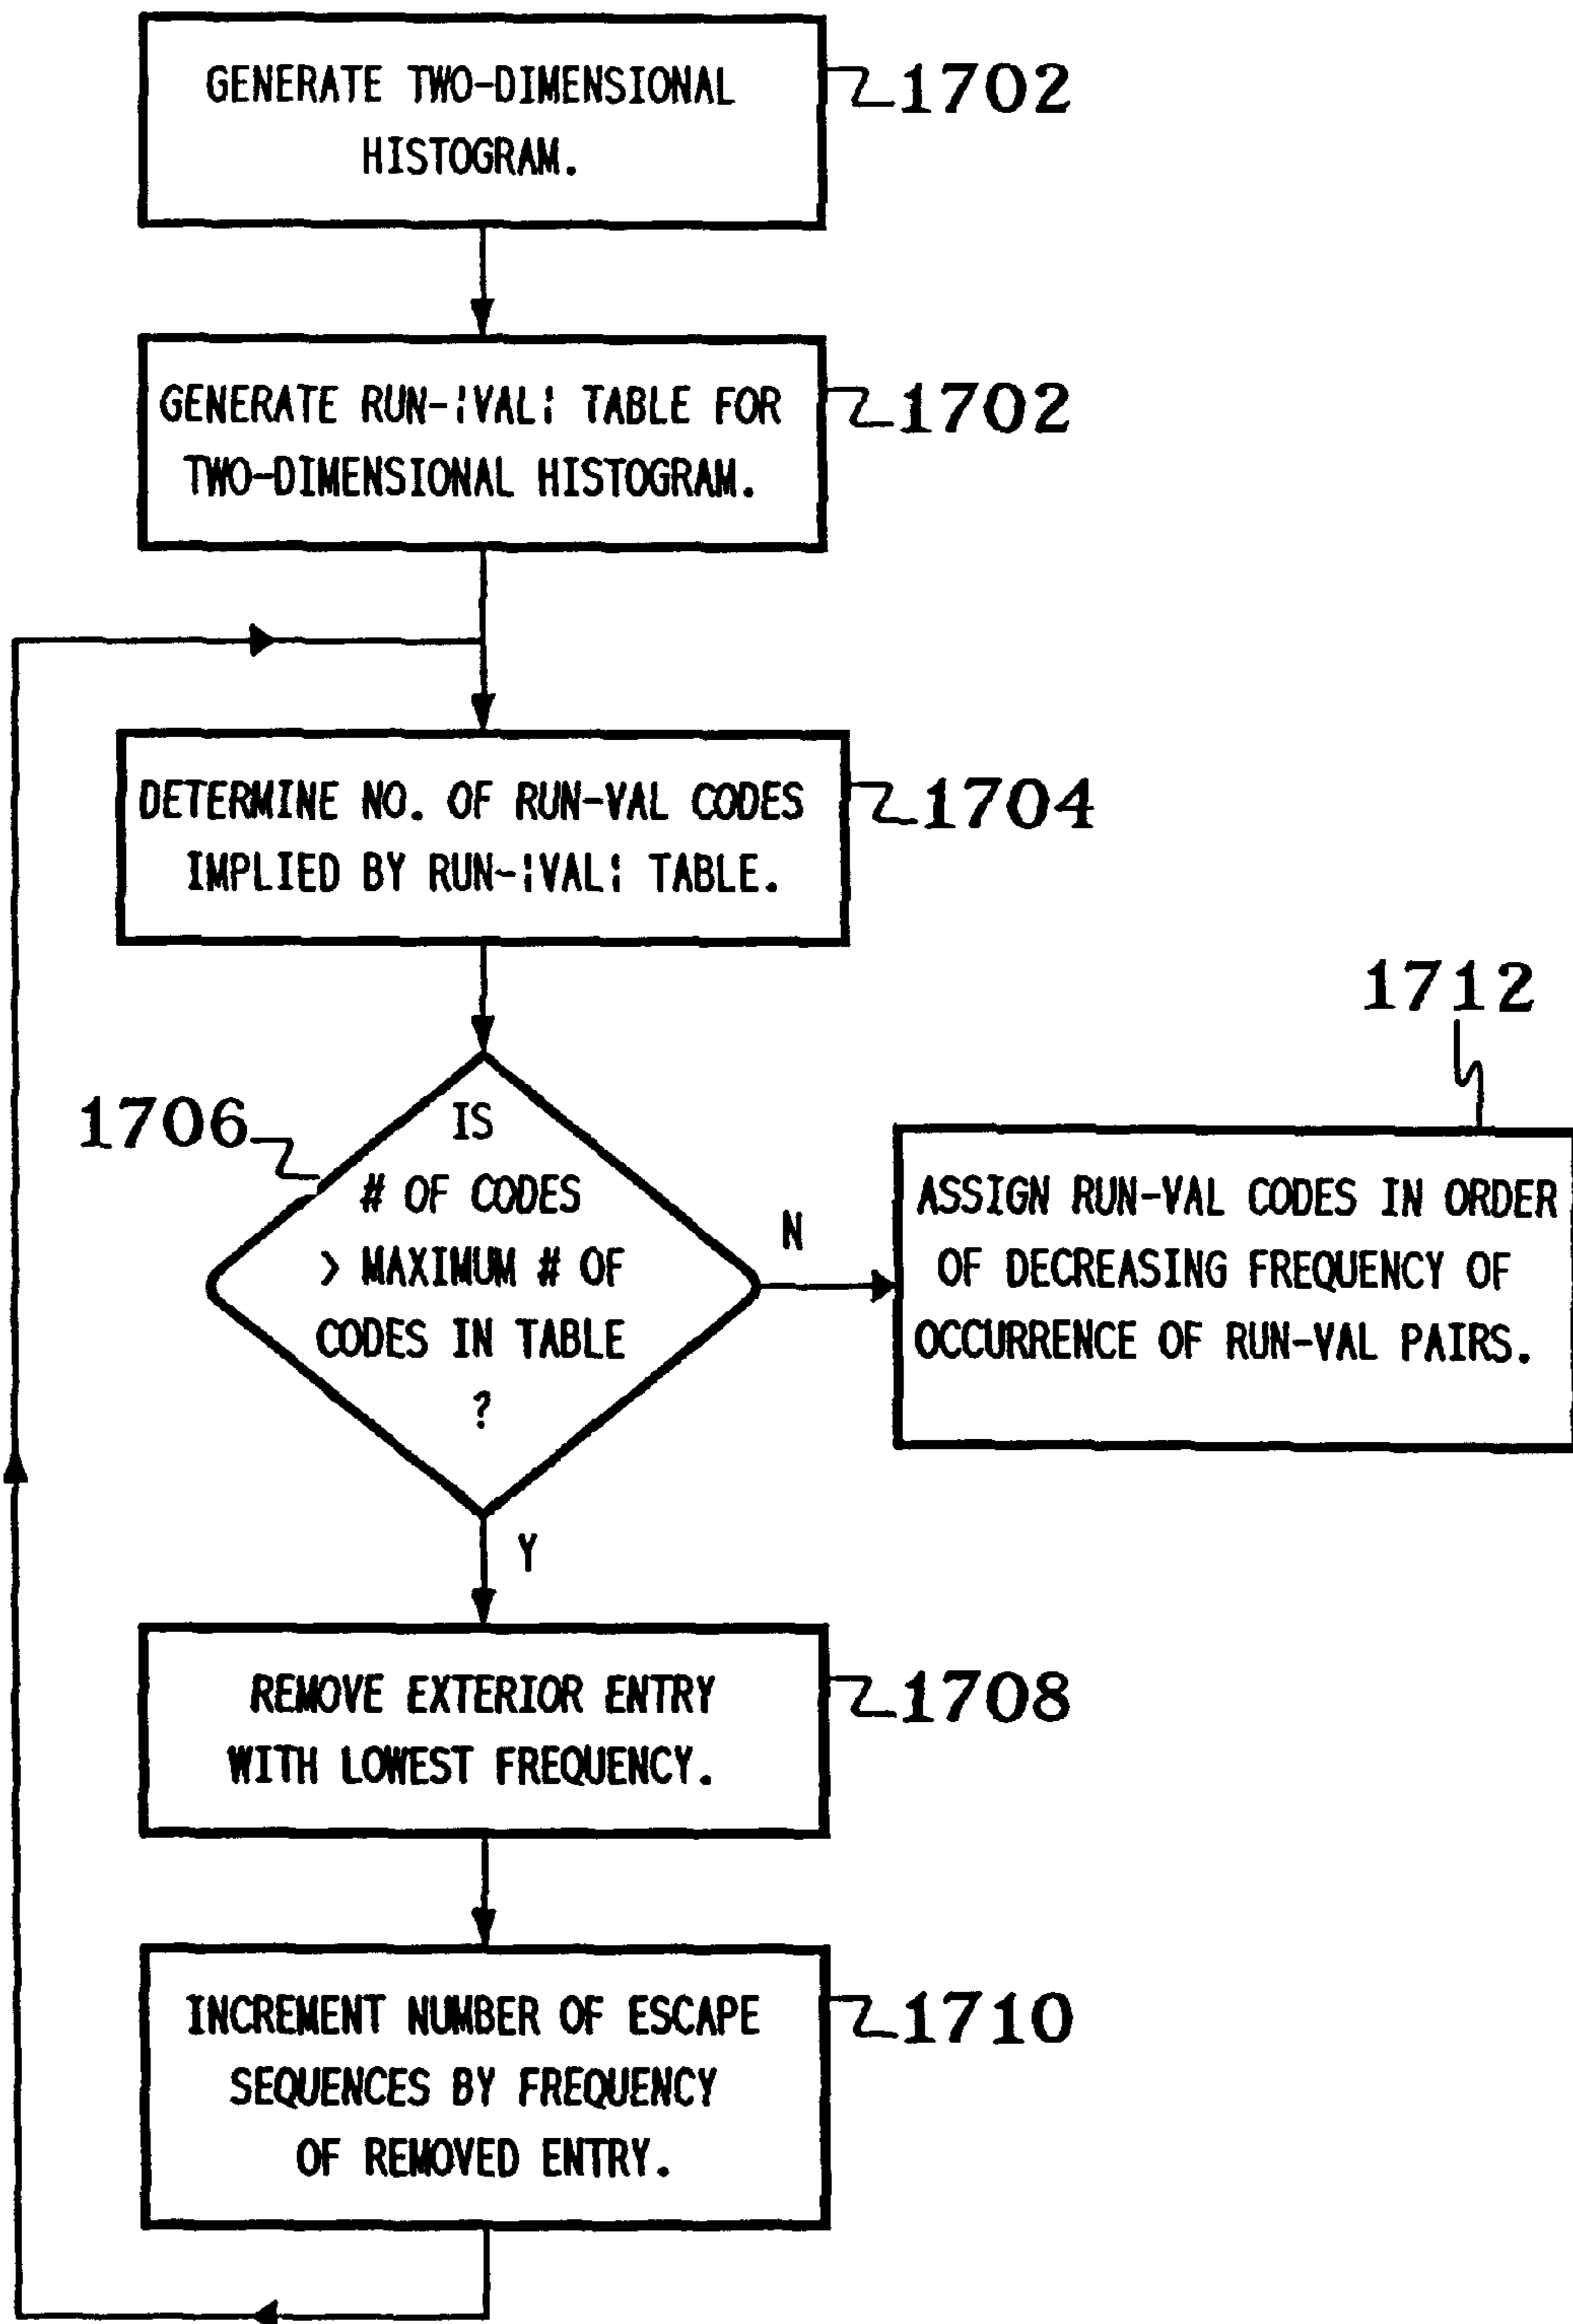 GENERATE TWO-DIMENSIONAL
HISTOGRAM.
1702
GENERATE RUN-¦VAL¦ TABLE FOR
TWO-DIMENSIONAL HISTOGRAM.
1702
DETERMINE NO. OF RUN-VAL CODES
IMPLIED BY RUN-¦VAL¦ TABLE.
1704
1706
IS
# OF CODES
> MAXIMUM # OF
CODES IN TABLE
?
N
Y
1712
ASSIGN RUN-VAL CODES IN ORDER
OF DECREASING FREQUENCY OF
OCCURRENCE OF RUN-VAL PAIRS.
REMOVE EXTERIOR ENTRY
WITH LOWEST FREQUENCY.
1708
INCREMENT NUMBER OF ESCAPE
SEQUENCES BY FREQUENCY
OF REMOVED ENTRY.
1710